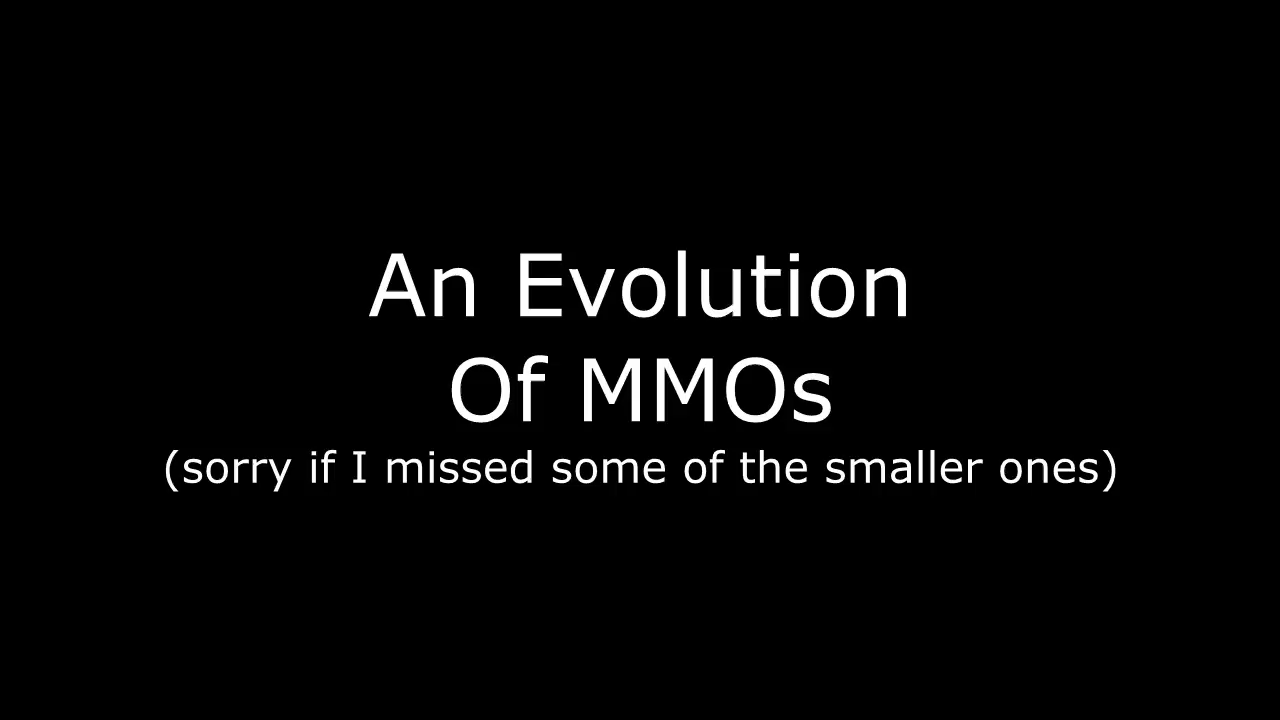 An Evolution
Of MMOs
(sorry if I missed some of the smaller ones)